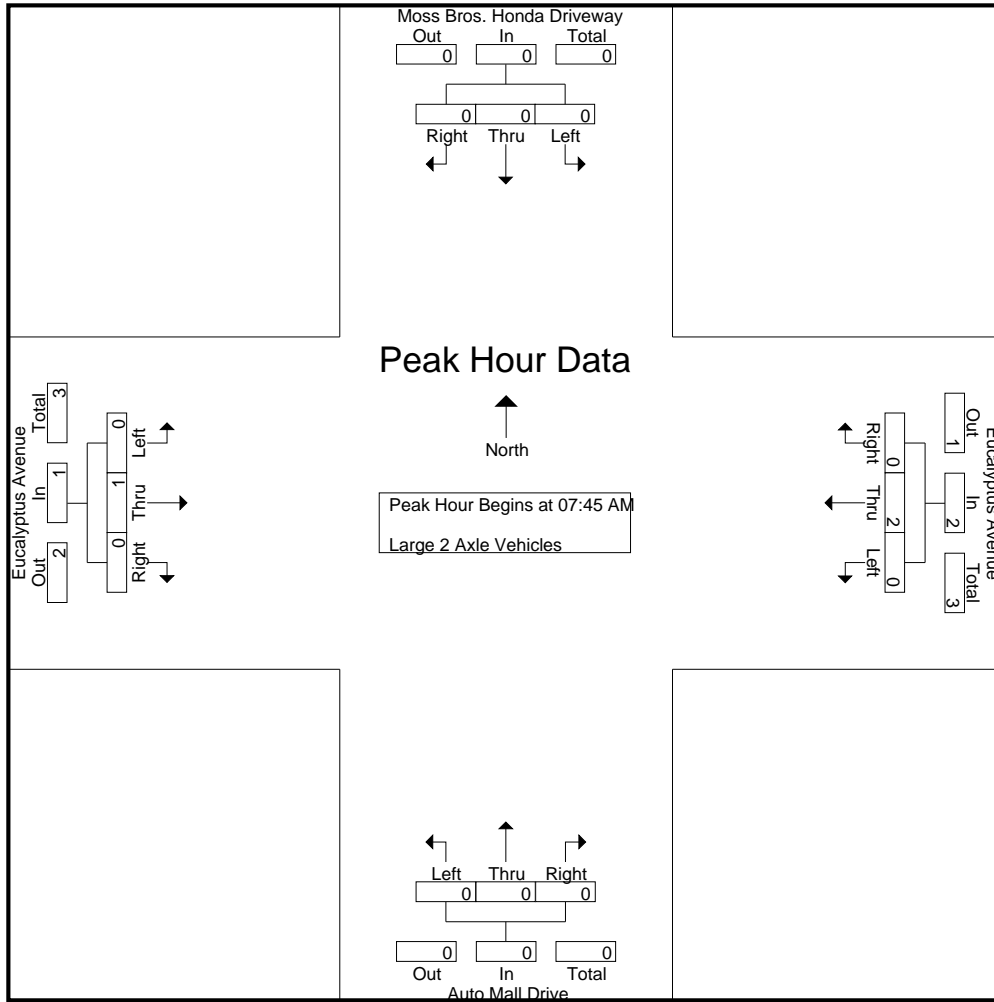 Moss Bros. Honda Driveway
Out In Total
0 0 0
0 0 0
Right Thru Left
Peak Hour Data
North
Peak Hour Begins at 07:45 AM
Large 2 Axle Vehicles
Eucalyptus Avenue
Out In Total
2 1 3
Right Thru Left
0 1 0
Eucalyptus Avenue
Out In Total
1 2 3
Right Thru Left
0 2 0
Left Thru Right
0 0 0
0 0 0
Out In Total
Auto Mall Drive